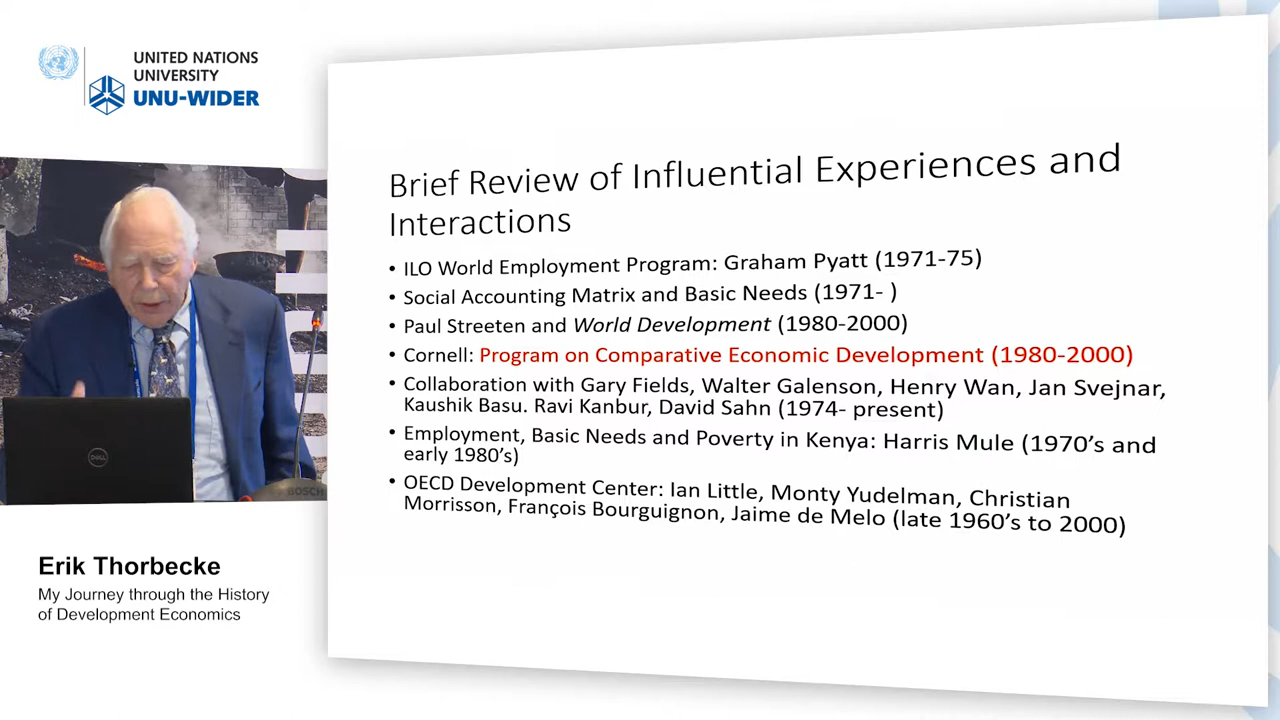 UNITED NATIONS
UNIVERSITY
UNU-WIDER
Brief Review of Influential Experiences and
Interactions
• ILO World Employment Program: Graham Pyatt (1971-75)
• Social Accounting Matrix and Basic Needs (1971- )
• Paul Streeten and World Development (1980-2000)
• Cornell: Program on Comparative Economic Development (1980-2000)
• Collaboration with Gary Fields, Walter Galenson, Henry Wan, Jan Svejnar,
Kaushik Basu. Ravi Kanbur, David Sahn (1974- present)
• Employment, Basic Needs and Poverty in Kenya: Harris Mule (1970’s and
early 1980’s)
• OECD Development Center: Ian Little, Monty Yudelman, Christian
Morrisson, François Bourguignon, Jaime de Melo (late 1960’s to 2000)
DELL
BOSCH
Erik Thorbecke
My Journey through the History
of Development Economics